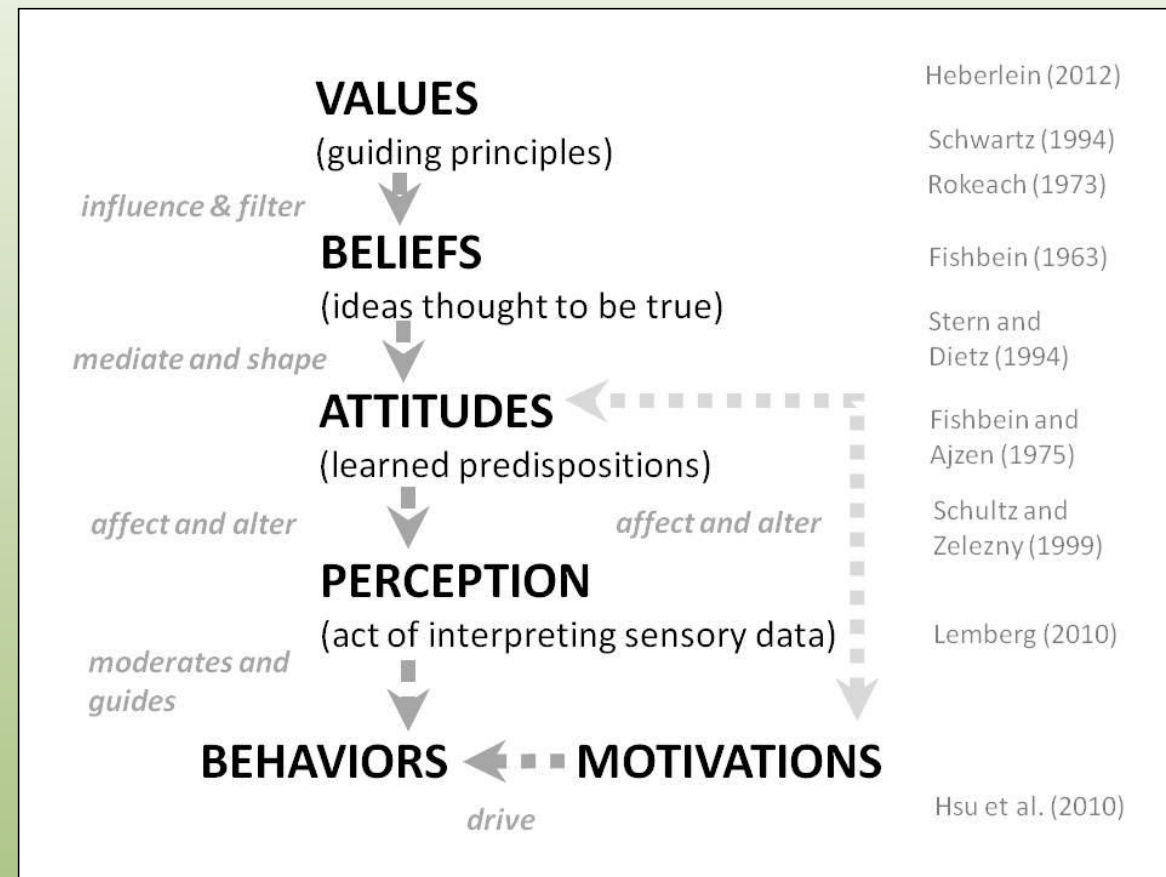 Heberlein (2012)
VALUES
(guiding principles)
Schwartz (1994)
Rokeach (1973)
influence & filter
BELIEFS
Fishbein (1963)
(ideas thought to be true)
Stern and
Dietz (1994)
mediate and shape
ATTITUDES
(learned predispositions)
Fishbein and
Ajzen (1975)
affect and alter
affect and alter
Schultz and
Zelezny (1999)
PERCEPTION
(act of interpreting sensory data)
Lemberg (2010)
moderates and
guides
BEHAVIORS
MOTIVATIONS
drive
Hsu et al. (2010)